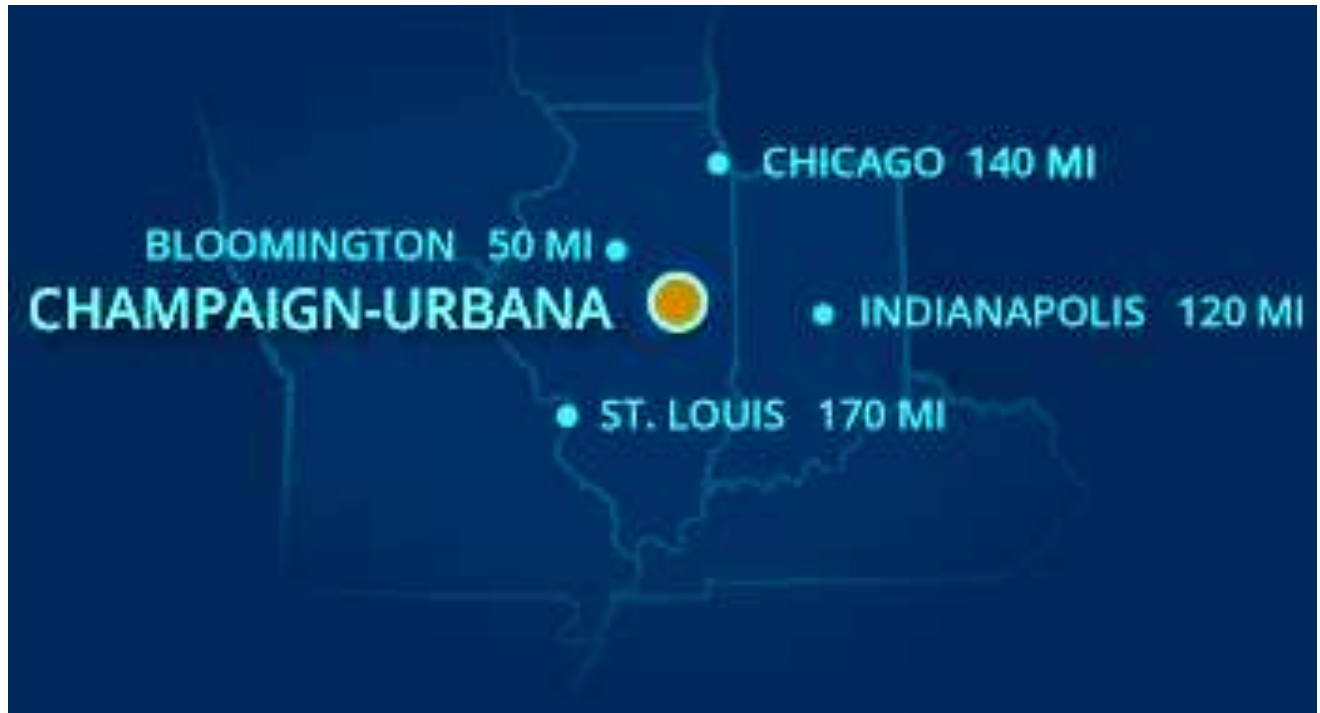 CHICAGO 140 MI
BLOOMINGTON 50 MI
CHAMPAIGN-URBANA
INDIANAPOLIS 120 MI
ST. LOUIS 170 MI